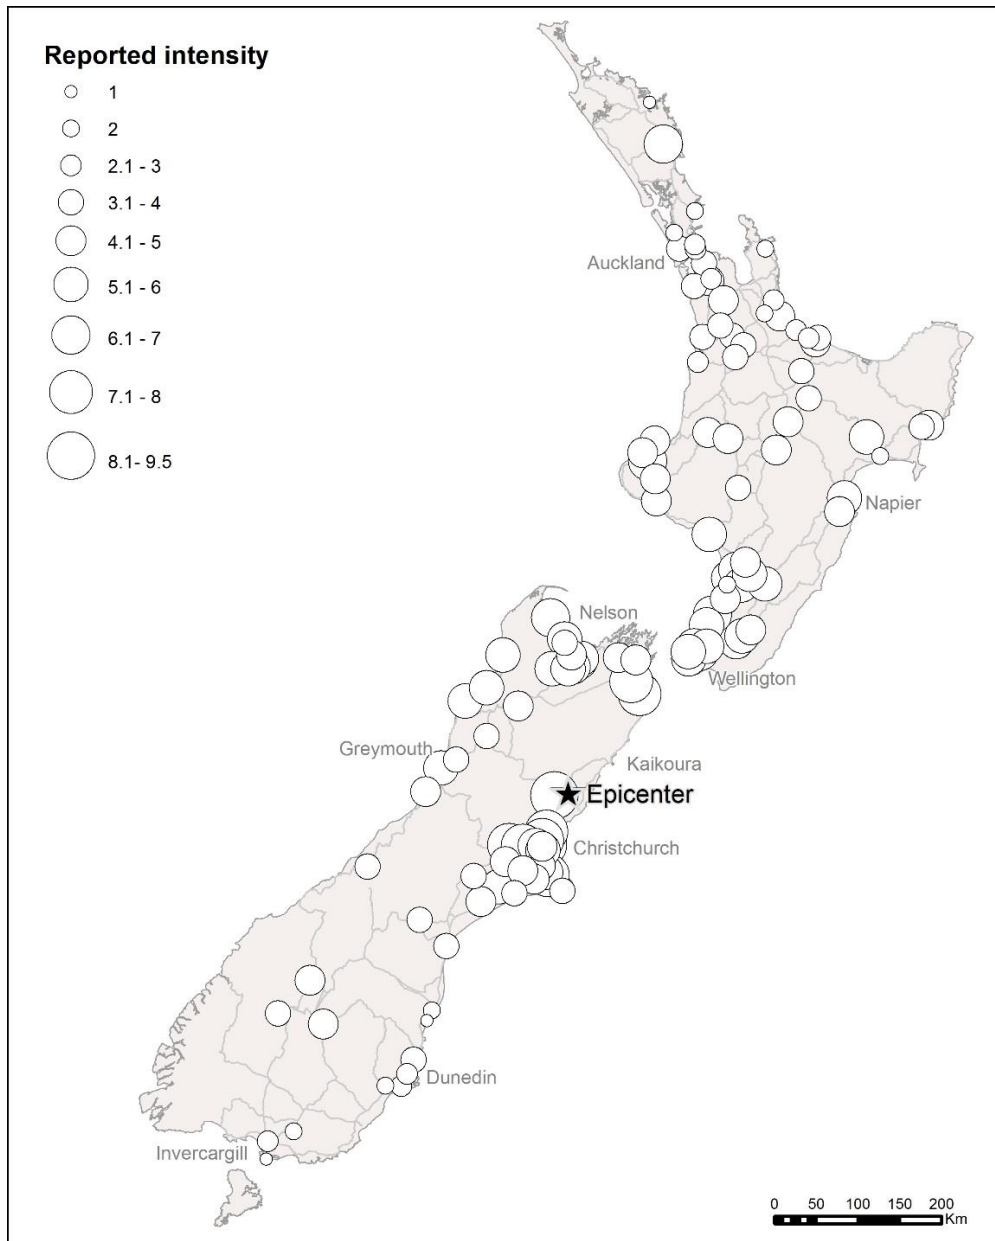 Reported intensity
1
2
2.1 - 3
3.1 - 4
4.1 - 5
5.1 - 6
6.1 - 7
7.1 - 8
8.1- 9.5
Auckland
Napier
Nelson
Wellington
Greymouth
Kaikoura
Epicenter
Christchurch
Dunedin
Invercargill
0 50 100 150 200
Km